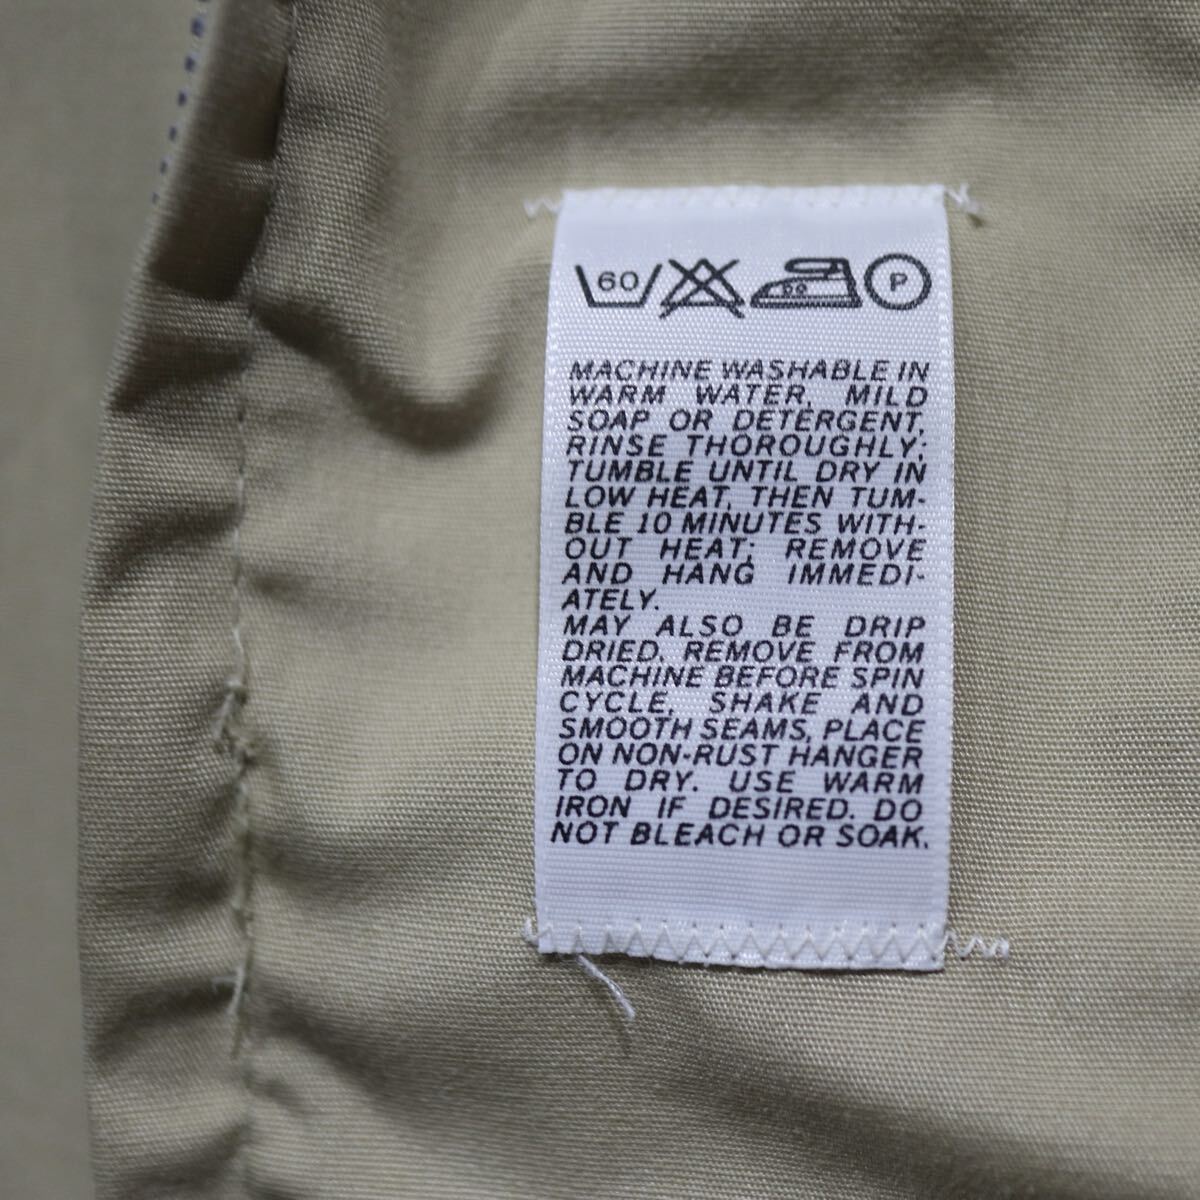 60 P
MACHINE WASHABLE IN
WARM WATER, MILD
SOAP OR DETERGENT,
RINSE THOROUGHLY;
TUMBLE UNTIL DRY IN
LOW HEAT, THEN TUM-
BLE 10 MINUTES WITH-
OUT HEAT; REMOVE
AND HANG IMMEDI-
ATELY.
MAY ALSO BE DRIP
DRIED. REMOVE FROM
MACHINE BEFORE SPIN
CYCLE, SHAKE AND
SMOOTH SEAMS, PLACE
ON NON-RUST HANGER
TO DRY. USE WARM
IRON IF DESIRED. DO
NOT BLEACH OR SOAK.